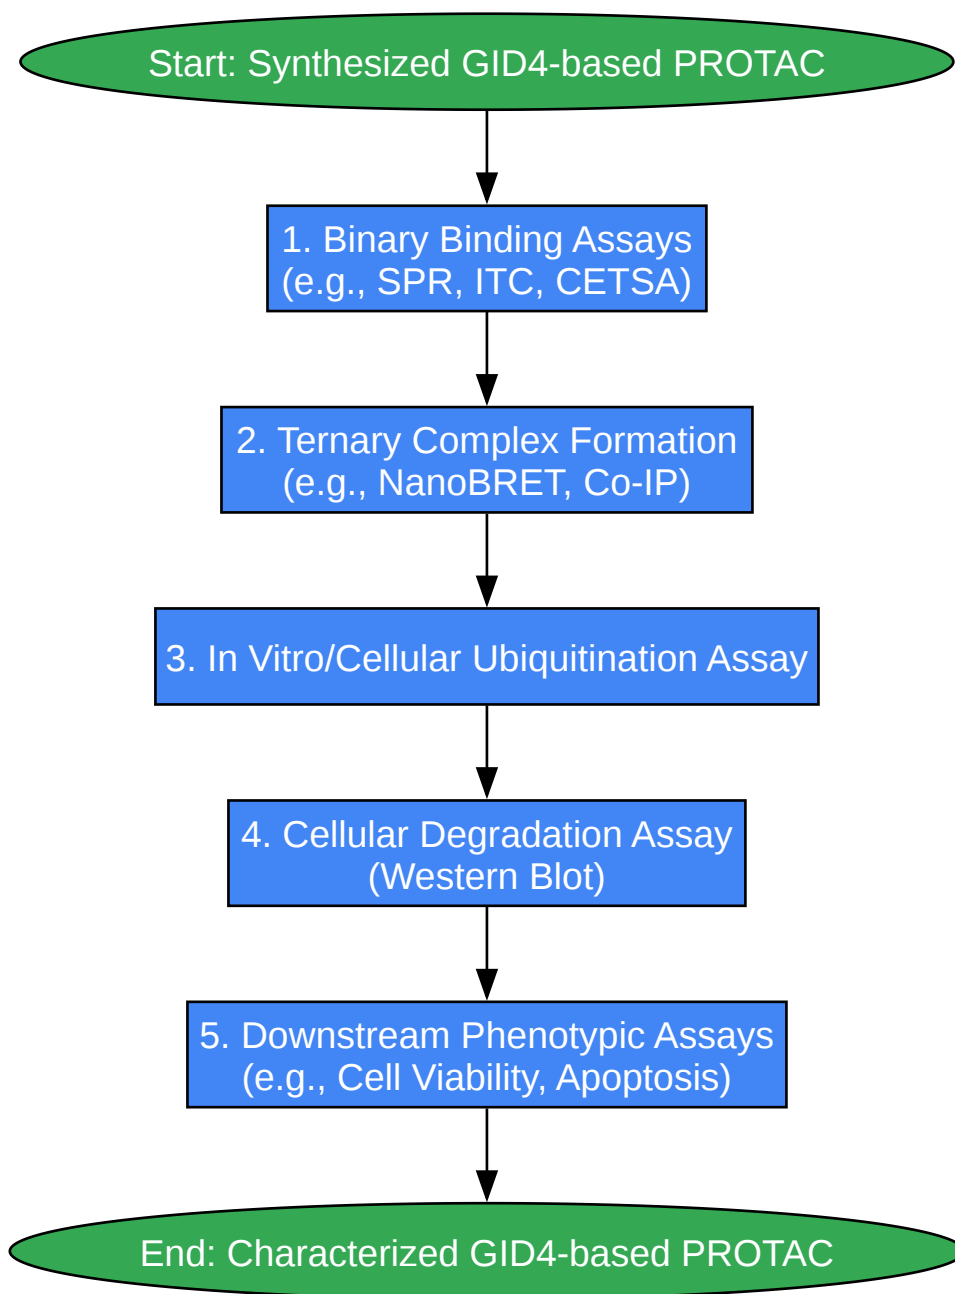 Start: Synthesized GID4-based PROTAC
1. Binary Binding Assays
(e.g., SPR, ITC, CETSA)
2. Ternary Complex Formation
(e.g., NanoBRET, Co-IP)
3. In Vitro/Cellular Ubiquitination Assay
4. Cellular Degradation Assay
(Western Blot)
5. Downstream Phenotypic Assays
(e.g., Cell Viability, Apoptosis)
End: Characterized GID4-based PROTAC